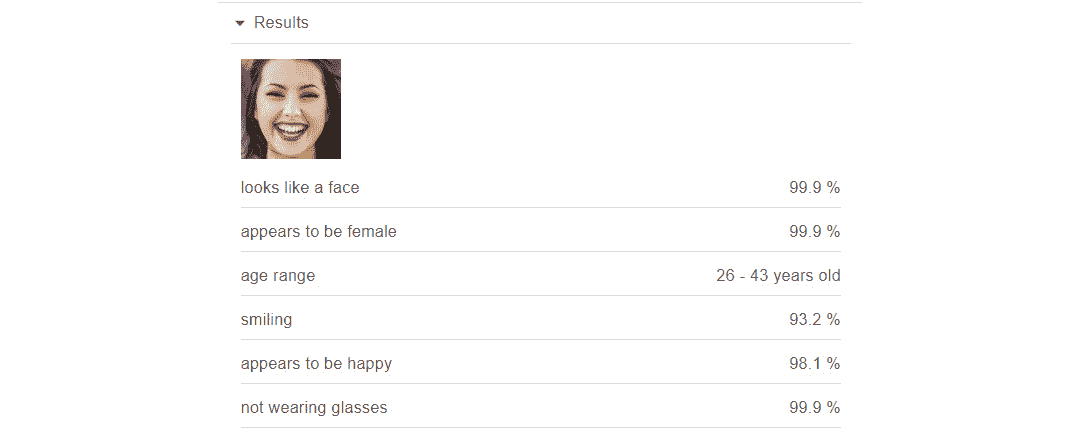 Results
looks like a face 99.9 %
appears to be female 99.9 %
age range 26 - 43 years old
smiling 93.2 %
appears to be happy 98.1 %
not wearing glasses 99.9 %